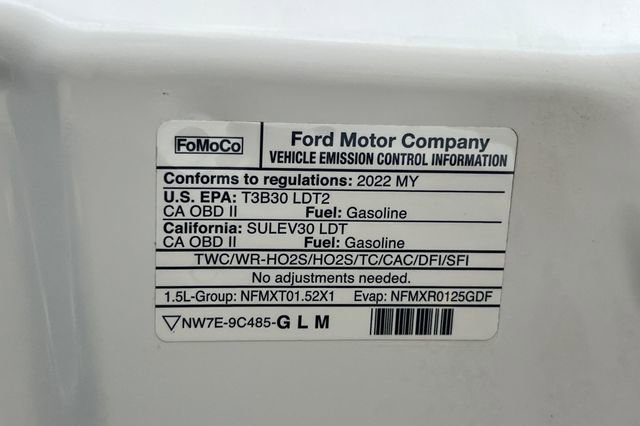 FoMoCo
Ford Motor Company
VEHICLE EMISSION CONTROL INFORMATION
Conforms to regulations: 2022 MY
U.S. EPA: T3B30 LDT2
CA OBD II Fuel: Gasoline
California: SULEV30 LDT
CA OBD II Fuel: Gasoline
TWC/WR-HO2S/HO2S/TC/CAC/DFI/SFI
No adjustments needed.
1.5L-Group: NFMXT01.52X1 Evap: NFMXR0125GDF
▽NW7E-9C485-GLM